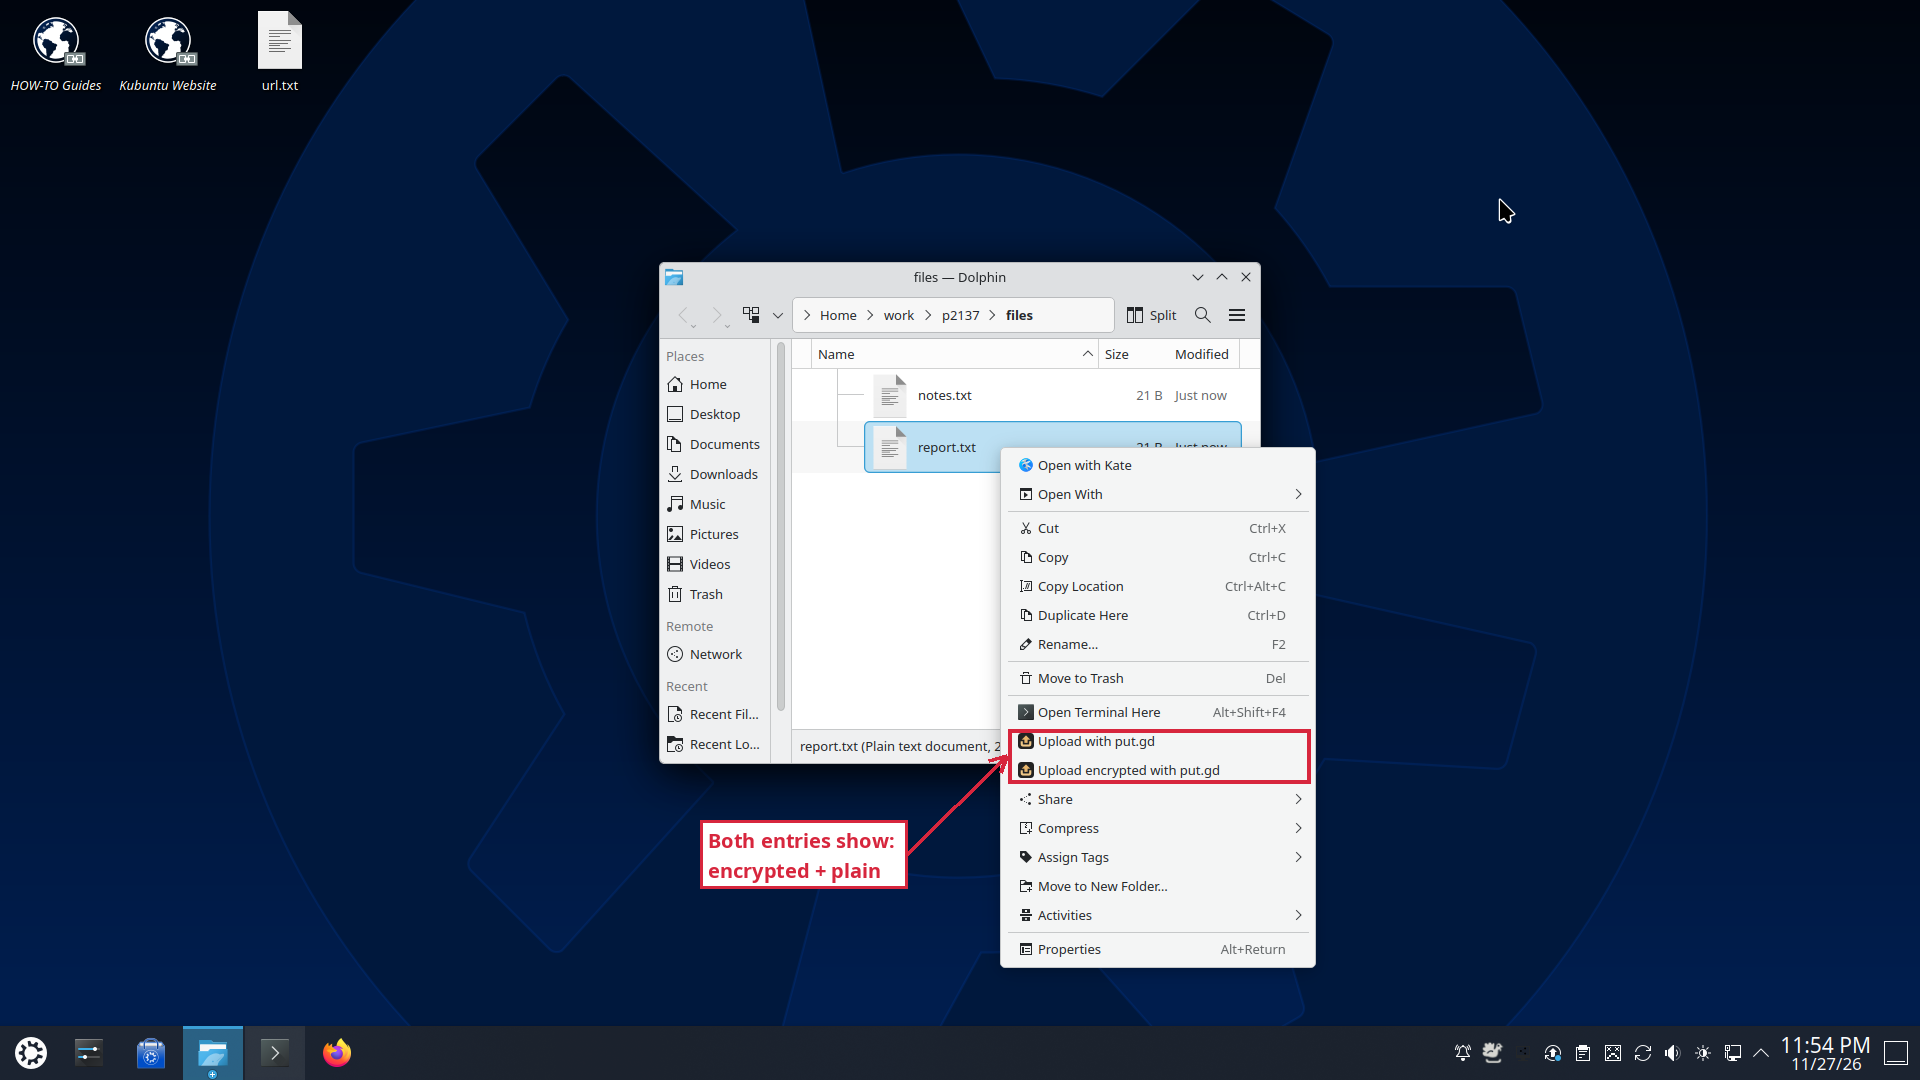 HOW-TO Guides
Kubuntu Website
url.txt
files — Dolphin
Home
work
p2137
files
Split
Places
Home
Desktop
Documents
Downloads
Music
Pictures
Videos
Trash
Remote
Network
Recent
Recent Fil...
Recent Lo...
Name
Size
Modified
notes.txt
21 B
Just now
report.txt
21 B
Just now
report.txt (Plain text document, 2
Open with Kate
Open With
Cut Ctrl+X
Copy Ctrl+C
Copy Location Ctrl+Alt+C
Duplicate Here Ctrl+D
Rename... F2
Move to Trash Del
Open Terminal Here Alt+Shift+F4
Upload with put.gd
Upload encrypted with put.gd
Share
Compress
Assign Tags
Move to New Folder...
Activities
Properties Alt+Return
Both entries show:
encrypted + plain
11:54 PM
11/27/26